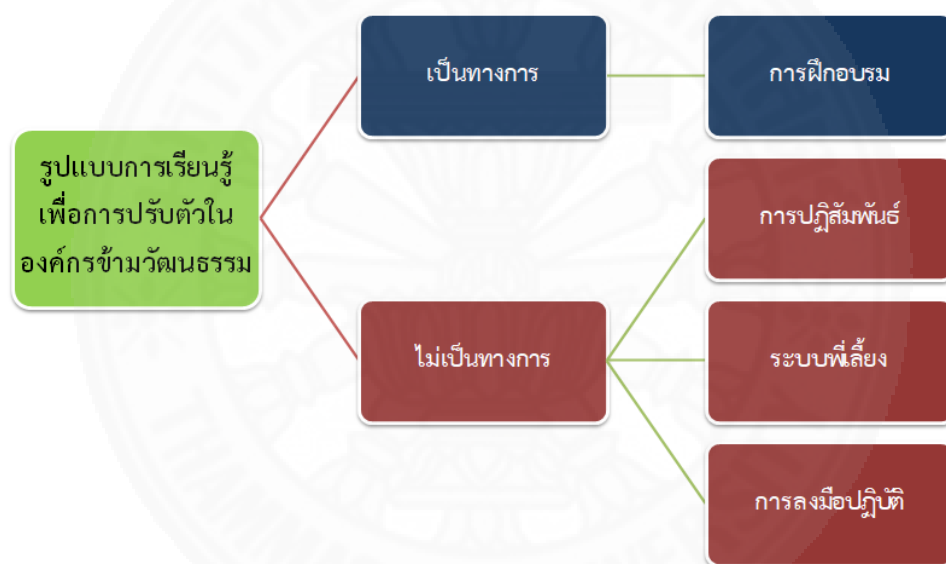 รูปแบบการเรียนรู้
เพื่อการปรับตัวใน
องค์กรข้ามวัฒนธรรม
เป็นทางการ
การฝึกอบรม
ไม่เป็นทางการ
การปฏิสัมพันธ์
ระบบพี่เลี้ยง
การลงมือปฏิบัติ